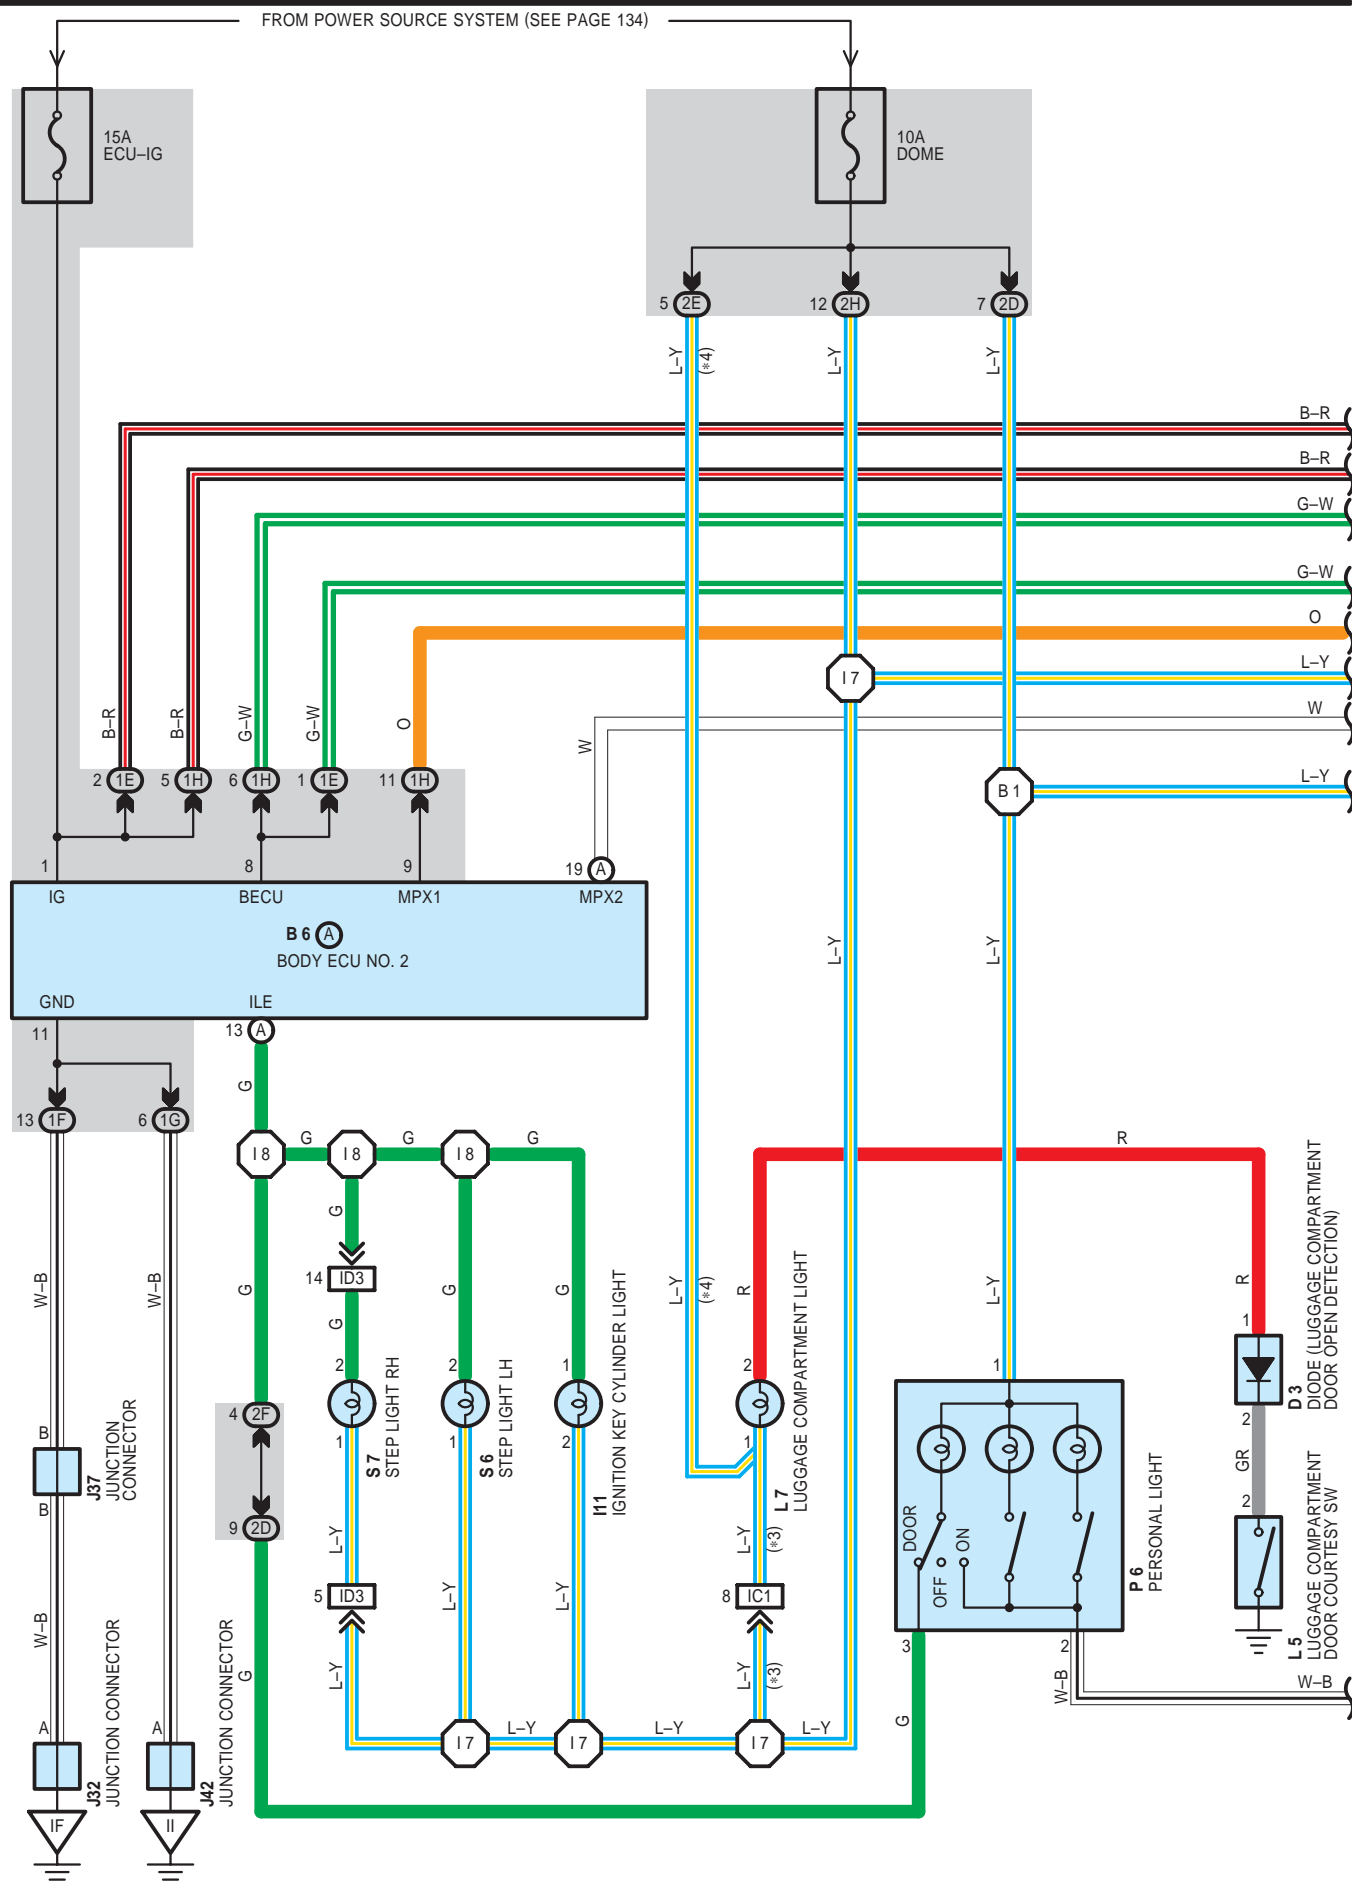 FROM POWER SOURCE SYSTEM (SEE PAGE 134)
15A
ECU–IG
10A
DOME
5 2E
12 2H
7 2D
L–Y
(*4)
L–Y
L–Y
B–R
B–R
G–W
G–W
O
L–Y
W
L–Y
I 7
B 1
B–R
B–R
G–W
G–W
O
W
2 1E
5 1H
6 1H
1 1E
11 1H
1
8
9
19 A
IG
BECU
MPX1
MPX2
B 6 A
BODY ECU NO. 2
GND
ILE
11
13 A
L–Y
L–Y
13 1F
6 1G
G
I 8
G
I 8
G
I 8
G
R
W–B
W–B
G
G
14 ID3
G
G
G
L–Y
(*4)
R
L–Y
R
2
2
1
2
1
1
1
1
2
1
2
2
2
S 7
STEP LIGHT RH
S 6
STEP LIGHT LH
I11
IGNITION KEY CYLINDER LIGHT
L 7
LUGGAGE COMPARTMENT LIGHT
D 3
DIODE (LUGGAGE COMPARTMENT
DOOR OPEN DETECTION)
GR
4 2F
9 2D
B
B
J37
JUNCTION
CONNECTOR
L–Y
5 ID3
L–Y
L–Y
L–Y
L–Y
(*3)
8 IC1
L–Y
(*3)
DOOR
OFF
ON
P 6
PERSONAL LIGHT
3
2
L 5
LUGGAGE COMPARTMENT
DOOR COURTESY SW
W–B
W–B
W–B
G
G
I 7
L–Y
I 7
L–Y
I 7
L–Y
A
A
J32
JUNCTION CONNECTOR
J42
JUNCTION CONNECTOR
IF
II